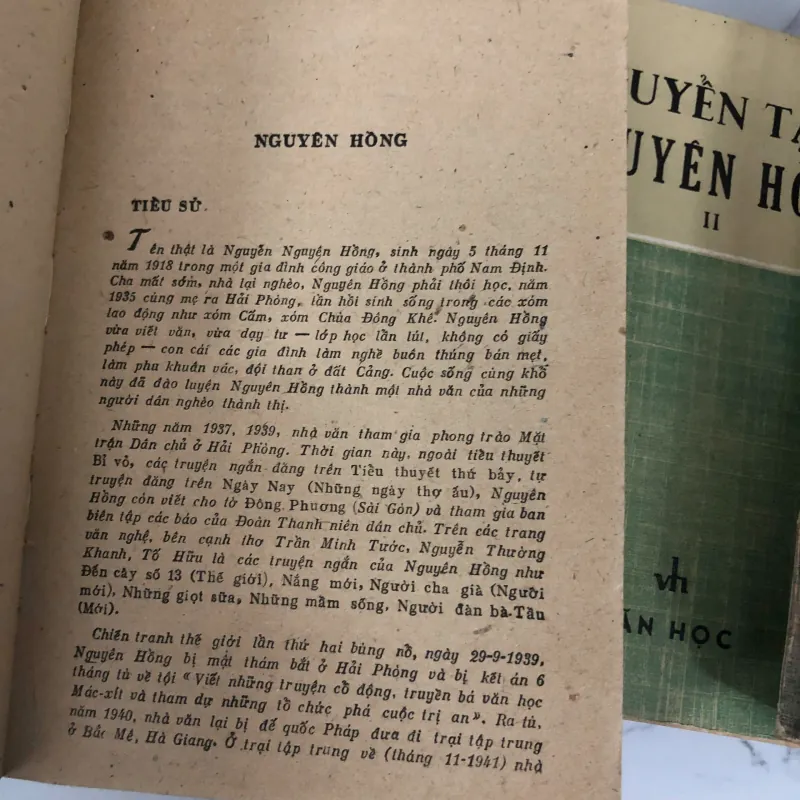 NGUYÊN HỒNG
TIỂU SỬ
Tên thật là Nguyễn Nguyên Hồng, sinh ngày 5 tháng 11
năm 1918 trong một gia đình công giáo ở thành phố Nam Định.
Cha mất sớm, nhà lại nghèo, Nguyên Hồng phải thôi học, năm
1935 cùng mẹ ra Hải Phòng, lần hồi sinh sống trong các xóm
lao động như xóm Cấm, xóm Chùa Đông Khê. Nguyên Hồng
vừa viết văn, vừa dạy tư — lớp học lần lút, không có giấy
phép — con cái các gia đình làm nghề buôn thúng bán mẹt,
làm phu khuân vác, đội than ở đất Cảng. Cuộc sống cùng khổ
này đã đào luyện Nguyên Hồng thành một nhà văn của những
người dân nghèo thành thị.
Những năm 1937, 1939, nhà văn tham gia phong trào Mặt
trận Dân chủ ở Hải Phòng. Thời gian này, ngoài tiểu thuyết
Bỉ vỏ, các truyện ngắn đăng trên Tiểu thuyết thứ bảy, tự
truyện đăng trên Ngày Nay (Những ngày thơ ấu), Nguyên
Hồng còn viết cho tờ Đông Phương (Sài Gòn) và tham gia ban
biên tập các báo của Đoàn Thanh niên dân chủ. Trên các trang
văn nghệ, bên cạnh thơ Trần Minh Tước, Nguyễn Thường
Khanh, Tố Hữu là các truyện ngắn của Nguyên Hồng như
Đến cây số 13 (Thế giới), Nắng mới, Người cha già (Người
mới), Những giọt sữa, Những mầm sống, Người đàn bà Tàu
(Mới).
Chiến tranh thế giới lần thứ hai bùng nổ, ngày 29-9-1939,
Nguyên Hồng bị mật thám bắt ở Hải Phòng và bị kết án 6
tháng tù về tội « Viết những truyện cổ động, truyền bá văn học
Mác-xít và tham dự những tổ chức phá cuộc trị an ». Ra tù,
năm 1940, nhà văn lại bị đế quốc Pháp đưa đi trại tập trung
ở Bắc Mê, Hà Giang. Ở trại tập trung về (tháng 11-1941) nhà
UYỂN TẬ
UYÊN HỒ
II
vh
ĂN HỌC